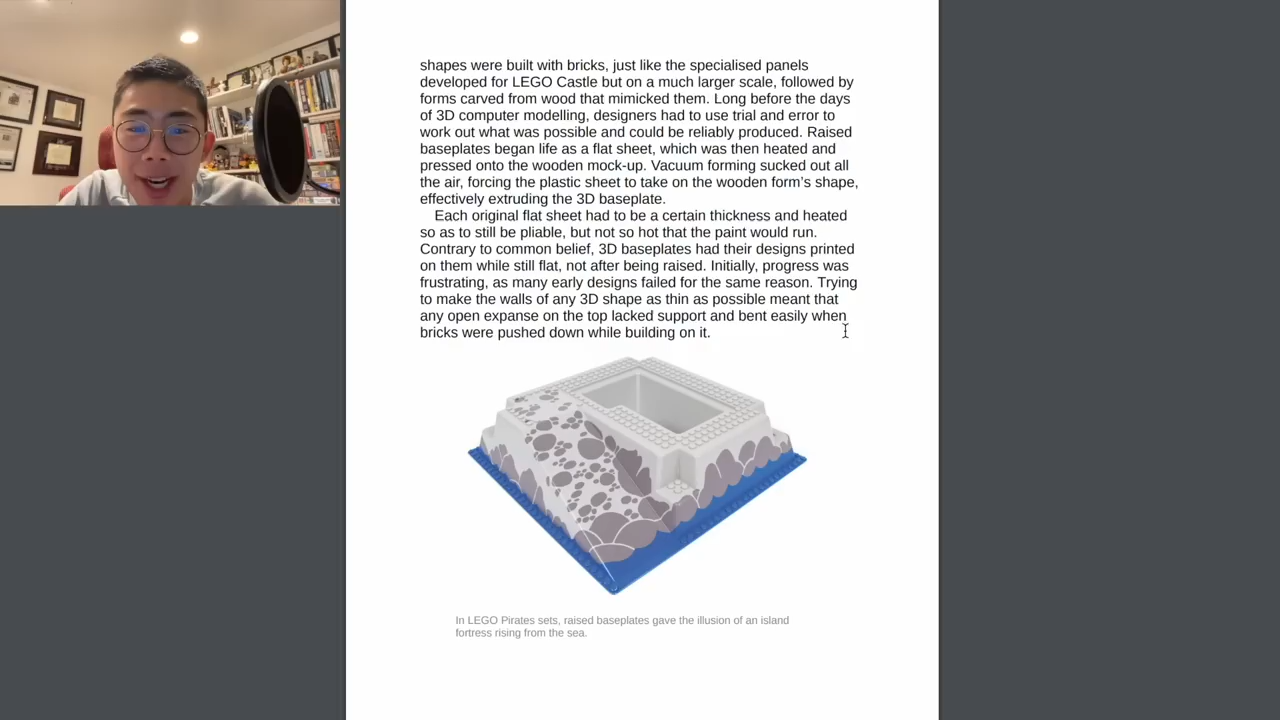 shapes were built with bricks, just like the specialised panels
developed for LEGO Castle but on a much larger scale, followed by
forms carved from wood that mimicked them. Long before the days
of 3D computer modelling, designers had to use trial and error to
work out what was possible and could be reliably produced. Raised
baseplates began life as a flat sheet, which was then heated and
pressed onto the wooden mock-up. Vacuum forming sucked out all
the air, forcing the plastic sheet to take on the wooden form’s shape,
effectively extruding the 3D baseplate.
Each original flat sheet had to be a certain thickness and heated
so as to still be pliable, but not so hot that the paint would run.
Contrary to common belief, 3D baseplates had their designs printed
on them while still flat, not after being raised. Initially, progress was
frustrating, as many early designs failed for the same reason. Trying
to make the walls of any 3D shape as thin as possible meant that
any open expanse on the top lacked support and bent easily when
bricks were pushed down while building on it.
In LEGO Pirates sets, raised baseplates gave the illusion of an island
fortress rising from the sea.